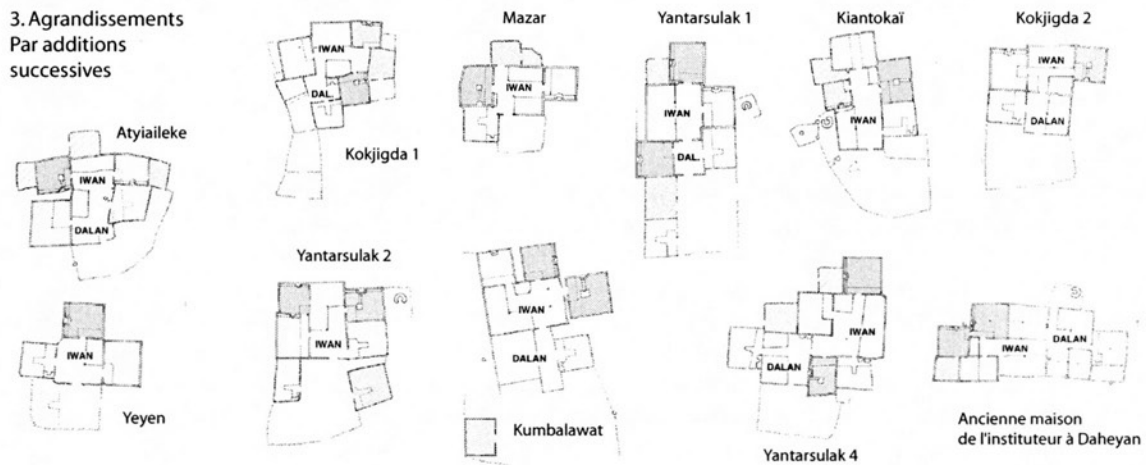 3. Agrandissements
Par additions
successives
Mazar
Yantarsulak 1
Kiantokaï
Kokjigda 2
IWAN
DAL.
Kokjigda 1
IWAN
IWAN
DAL.
IWAN
IWAN
DALAN
Atyiaileke
IWAN
DALAN
Yantarsulak 2
IWAN
Yeyen
IWAN
IWAN
DALAN
Kumbalawat
IWAN
DALAN
Yantarsulak 4
DALAN
IWAN
Ancienne maison
de l'instituteur à Daheyan